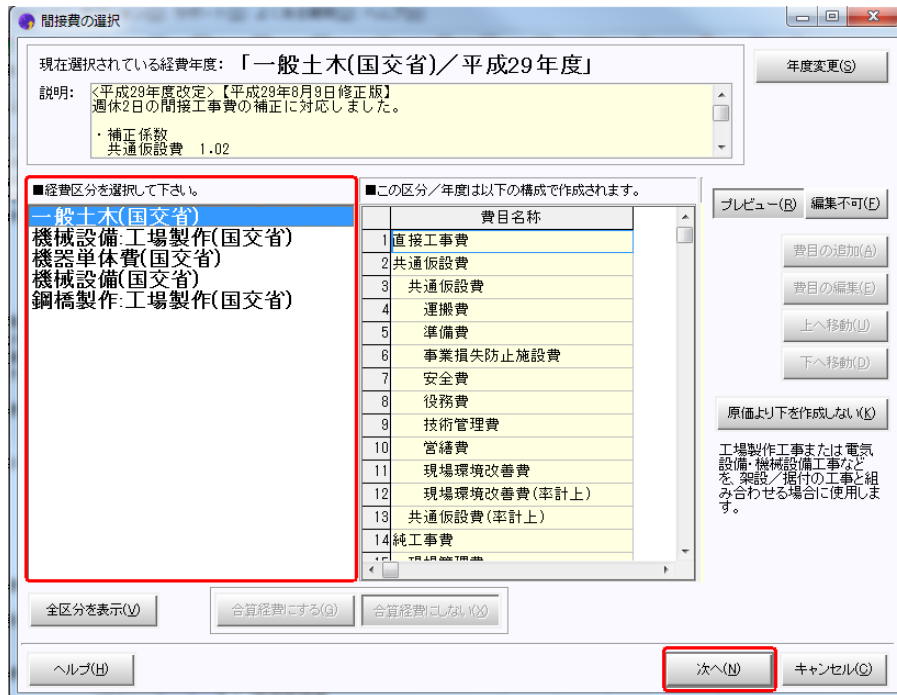 間接費の選択
現在選択されている経費年度:「一般土木(国交省)/平成29年度」
年度変更(S)
説明:
<平成29年度改定>【平成29年8月9日修正版】
週休2日の間接工事費の補正に対応しました。
・補正係数
共通仮設費 1.02
■経費区分を選択して下さい。
一般土木(国交省)
機械設備:工場製作(国交省)
機器単体費(国交省)
機械設備(国交省)
鋼橋製作:工場製作(国交省)
■この区分/年度は以下の構成で作成されます。
費目名称
1 直接工事費
2 共通仮設費
3 共通仮設費
4 運搬費
5 準備費
6 事業損失防止施設費
7 安全費
8 役務費
9 技術管理費
10 営繕費
11 現場環境改善費
12 現場環境改善費(率計上)
13 共通仮設費(率計上)
14 純工事費
15 現場管理費
プレビュー(R) 編集不可(F)
費目の追加(A)
費目の編集(E)
上へ移動(U)
下へ移動(D)
原価より下を作成しない(K)
工場製作工事または電気
設備・機械設備工事など
を、架設/据付の工事と組
み合わせる場合に使用しま
す。
全区分を表示(V) 合算経費にする(G) 合算経費にしない(X)
ヘルプ(H) 次へ(N) キャンセル(C)